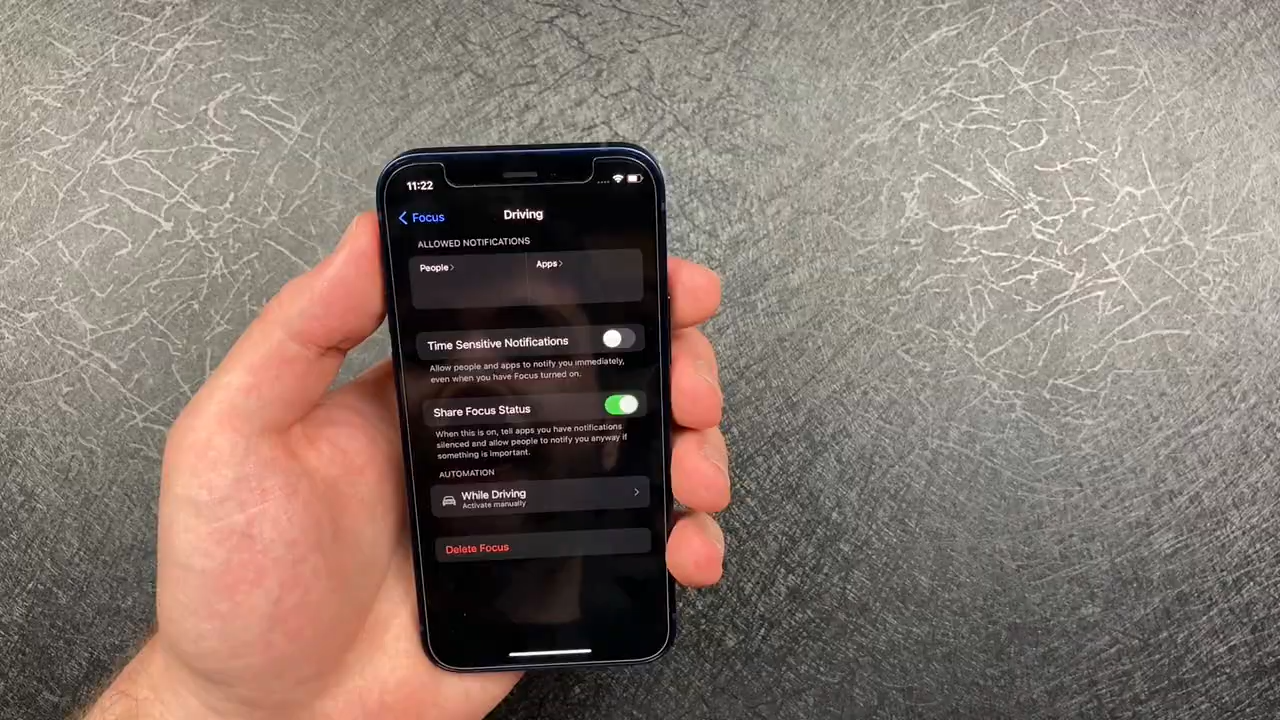 11:22
Focus
Driving
ALLOWED NOTIFICATIONS
People
Apps
Time Sensitive Notifications
Allow people and apps to notify you immediately,
even when you have Focus turned on.
Share Focus Status
When this is on, tell apps you have notifications
silenced and allow people to notify you anyway if
something is important.
AUTOMATION
While Driving
Activate manually
Delete Focus